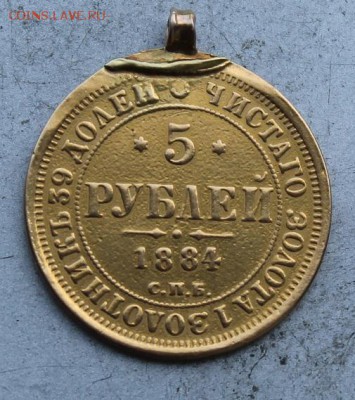 COINS.LAVE.RU
ЧИСТАГО ЗОЛОТА 1 ЗОЛОТНИКЪ 39 ДОЛЕЙ
5
РУБЛЕЙ
1884
С.П.Б.